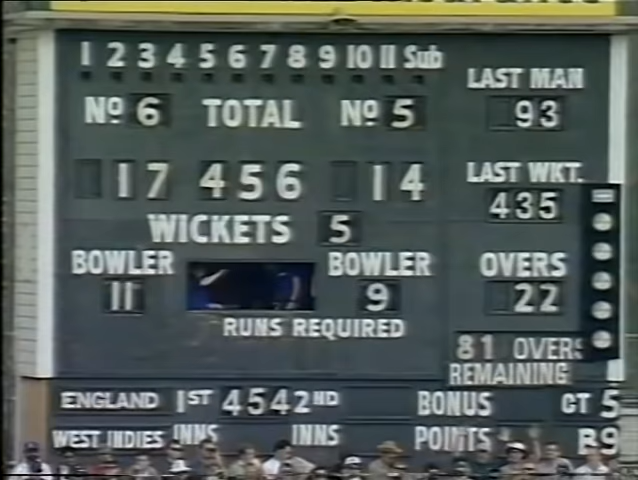 1 2 3 4 5 6 7 8 9 10 11 Sub
LAST MAN
Nº 6 TOTAL Nº 5 93
17 456 14
LAST WKT.
435
WICKETS 5
BOWLER BOWLER OVERS
11 9 22
RUNS REQUIRED
81 OVERS
REMAINING
ENGLAND 1ST 454 2ND BONUS CT 5
WEST INDIES INNS INNS POINTS B9